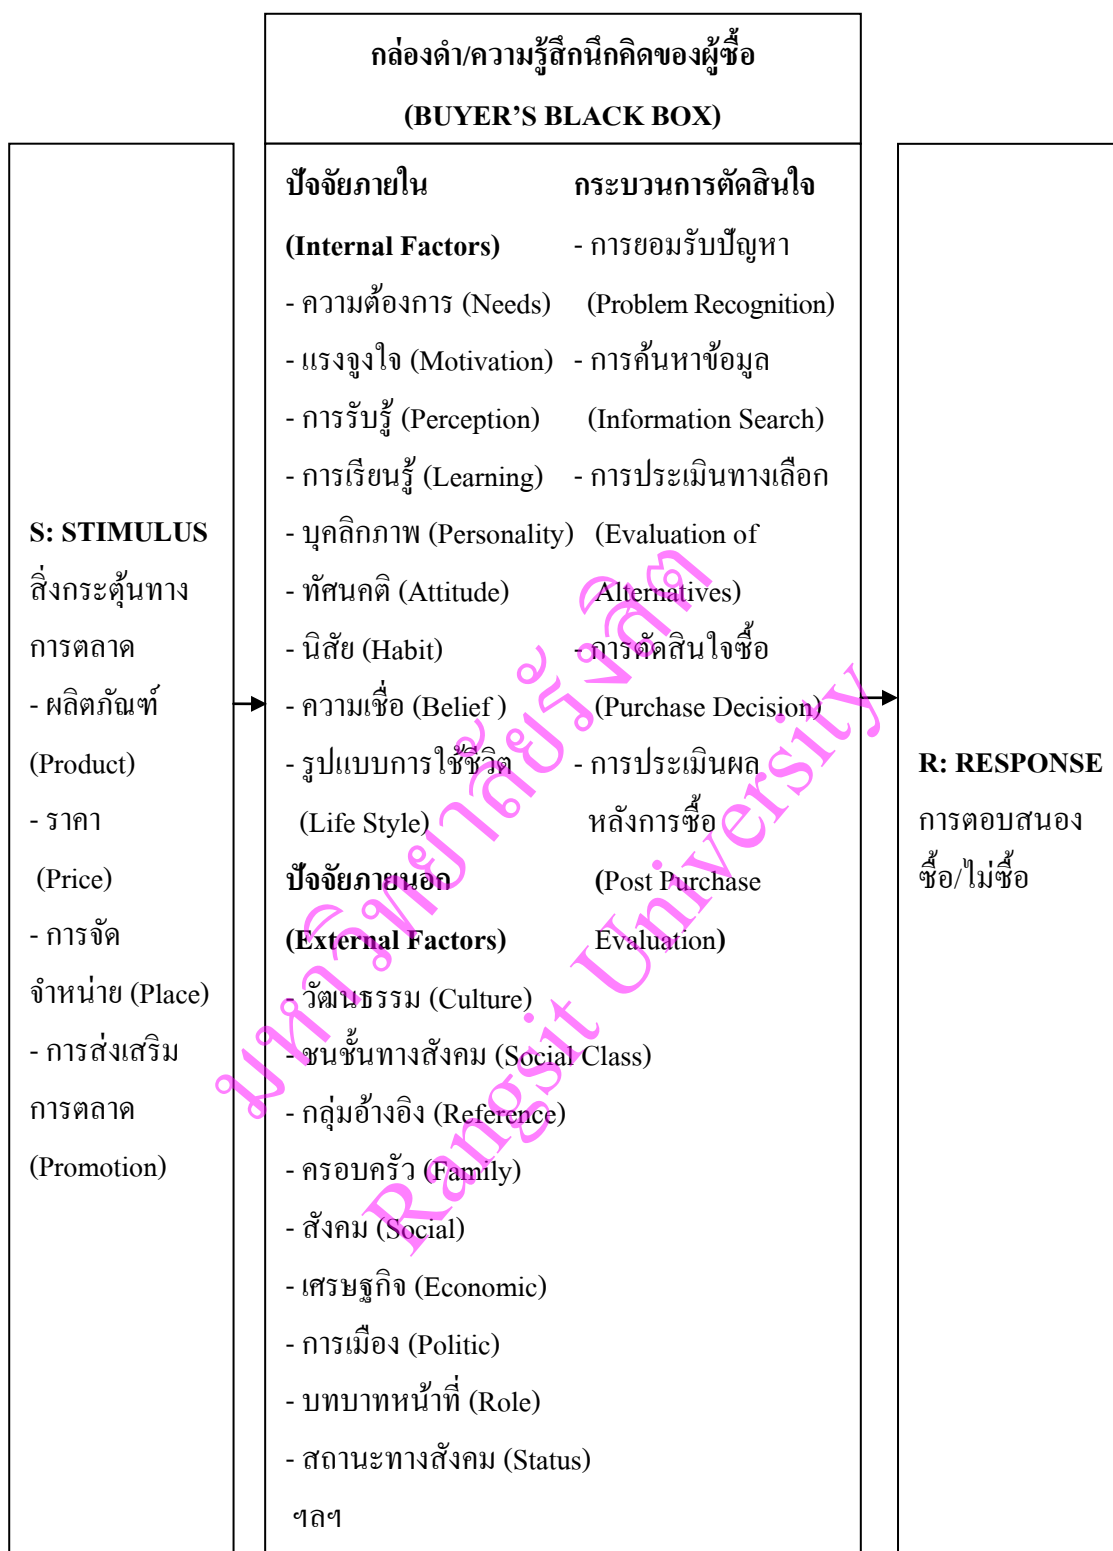 กล่องดำ/ความรู้สึกนึกคิดของผู้ซื้อ
(BUYER'S BLACK BOX)
S: STIMULUS
สิ่งกระตุ้นทาง
การตลาด
- ผลิตภัณฑ์
(Product)
- ราคา
(Price)
- การจัด
จำหน่าย (Place)
- การส่งเสริม
การตลาด
(Promotion)
ปัจจัยภายใน
(Internal Factors)
- ความต้องการ (Needs)
- แรงจูงใจ (Motivation)
- การรับรู้ (Perception)
- การเรียนรู้ (Learning)
- บุคลิกภาพ (Personality)
- ทัศนคติ (Attitude)
- นิสัย (Habit)
- ความเชื่อ (Belief )
- รูปแบบการใช้ชีวิต
(Life Style)
ปัจจัยภายนอก
(External Factors)
- วัฒนธรรม (Culture)
- ชนชั้นทางสังคม (Social Class)
- กลุ่มอ้างอิง (Reference)
- ครอบครัว (Family)
- สังคม (Social)
- เศรษฐกิจ (Economic)
- การเมือง (Politic)
- บทบาทหน้าที่ (Role)
- สถานะทางสังคม (Status)
ฯลฯ
กระบวนการตัดสินใจ
- การยอมรับปัญหา
(Problem Recognition)
- การค้นหาข้อมูล
(Information Search)
- การประเมินทางเลือก
(Evaluation of
Alternatives)
- การตัดสินใจซื้อ
(Purchase Decision)
- การประเมินผล
หลังการซื้อ
(Post Purchase
Evaluation)
R: RESPONSE
การตอบสนอง
ซื้อ/ไม่ซื้อ
มหาวิทยาลัยรังสิต
Rangsit University